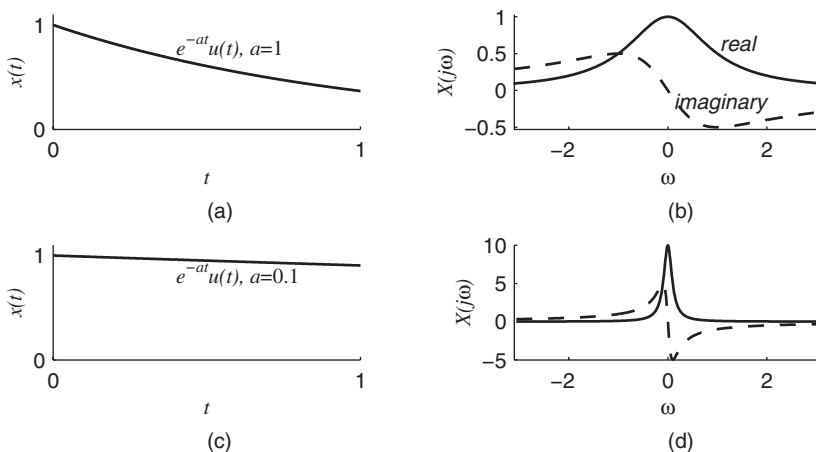 1
0
x(t)
e^{-at}u(t), a=1
0
1
t
(a)
1
0.5
0
−0.5
X(jω)
real
imaginary
−2
0
2
ω
(b)
1
0
x(t)
e^{-at}u(t), a=0.1
0
1
t
(c)
10
5
0
−5
X(jω)
−2
0
2
ω
(d)